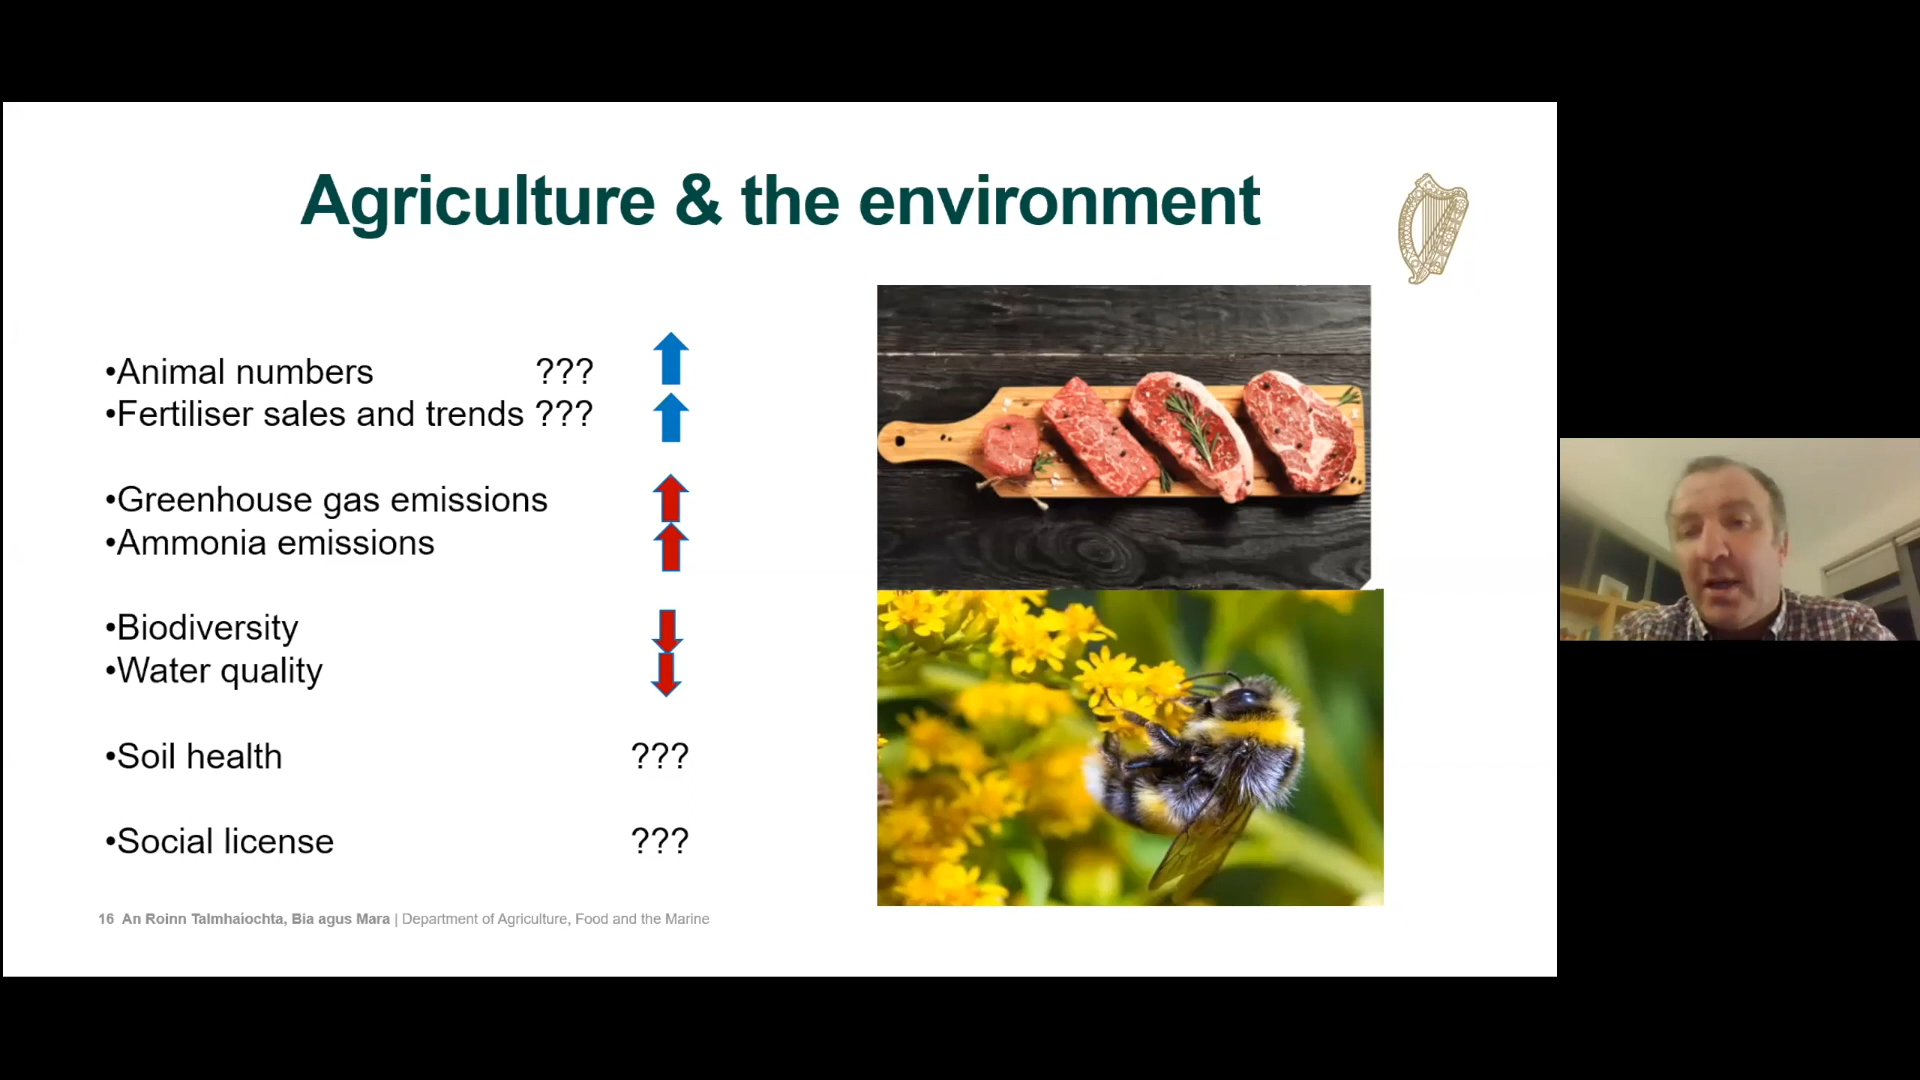 Agriculture & the environment
•Animal numbers ???
•Fertiliser sales and trends ???
•Greenhouse gas emissions
•Ammonia emissions
•Biodiversity
•Water quality
•Soil health ???
•Social license ???
16 An Roinn Talmhaíochta, Bia agus Mara | Department of Agriculture, Food and the Marine